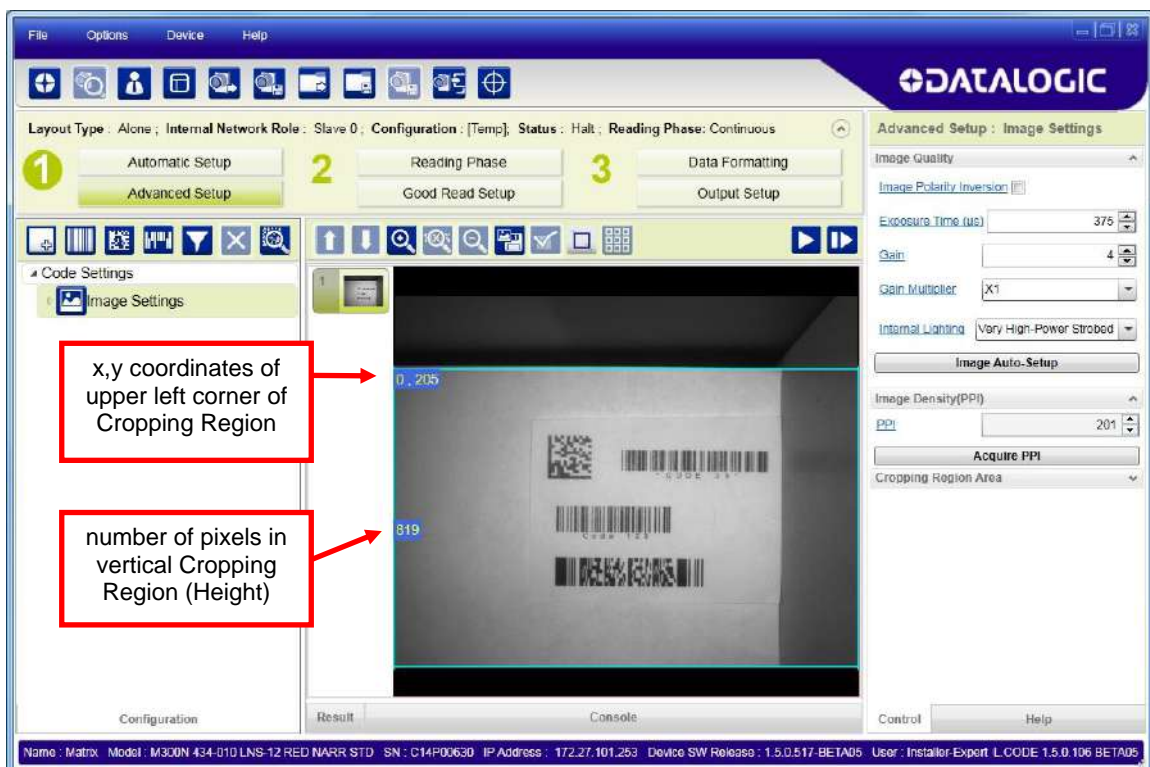 File Options Device Help
DATALOGIC
Layout Type : Alone ; Internal Network Role : Slave 0 ; Configuration : [Temp]; Status : Halt ; Reading Phase: Continuous
1
Automatic Setup
Advanced Setup
2
Reading Phase
Good Read Setup
3
Data Formatting
Output Setup
Code Settings
Image Settings
x,y coordinates of
upper left corner of
Cropping Region
number of pixels in
vertical Cropping
Region (Height)
1
0 , 205
819
"CODE 39"
Code 128
Configuration
Result
Console
Advanced Setup : Image Settings
Image Quality
Image Polarity Inversion
Exposure Time (us) 375
Gain 4
Gain Multiplier X1
Internal Lighting Very High-Power Strobed
Image Auto-Setup
Image Density(PPI)
PPI 201
Acquire PPI
Cropping Region Area
Control Help
Name : Matrix Model : M300N 434-010 LNS-12 RED NARR STD SN : C14P00630 IP Address : 172.27.101.253 Device SW Release : 1.5.0.517-BETA05 User : Installer-Expert (L.CODE 1.5.0.106 BETA05